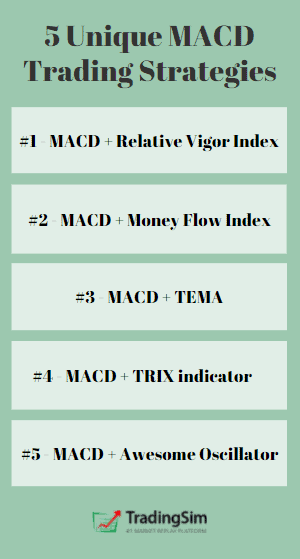 5 Unique MACD
Trading Strategies
#1 - MACD + Relative Vigor Index
#2 - MACD + Money Flow Index
#3 - MACD + TEMA
#4 - MACD + TRIX indicator
#5 - MACD + Awesome Oscillator
TradingSim
#1 MARKET REPLAY PLATFORM